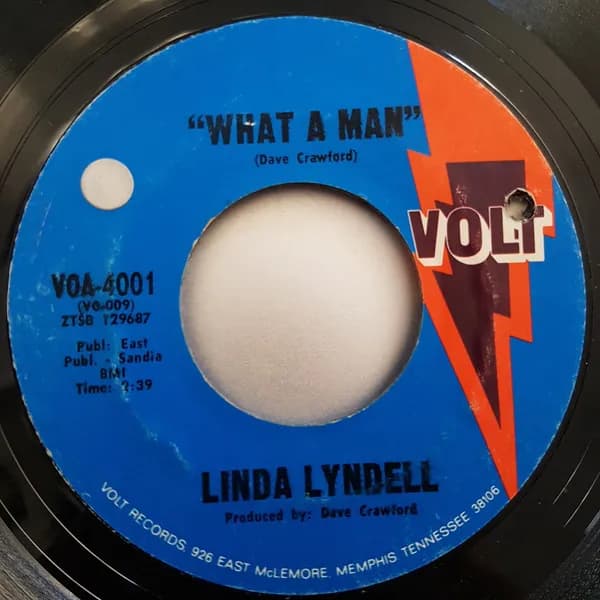 "WHAT A MAN"
(Dave Crawford)
VOLT
VOA-4001
(VO-009)
ZTSB 129687
Publ: East
Publ. - Sandia
BMI
Time: 2:39
LINDA LYNDELL
Produced by: Dave Crawford
VOLT RECORDS, 926 EAST McLEMORE, MEMPHIS TENNESSEE 38106